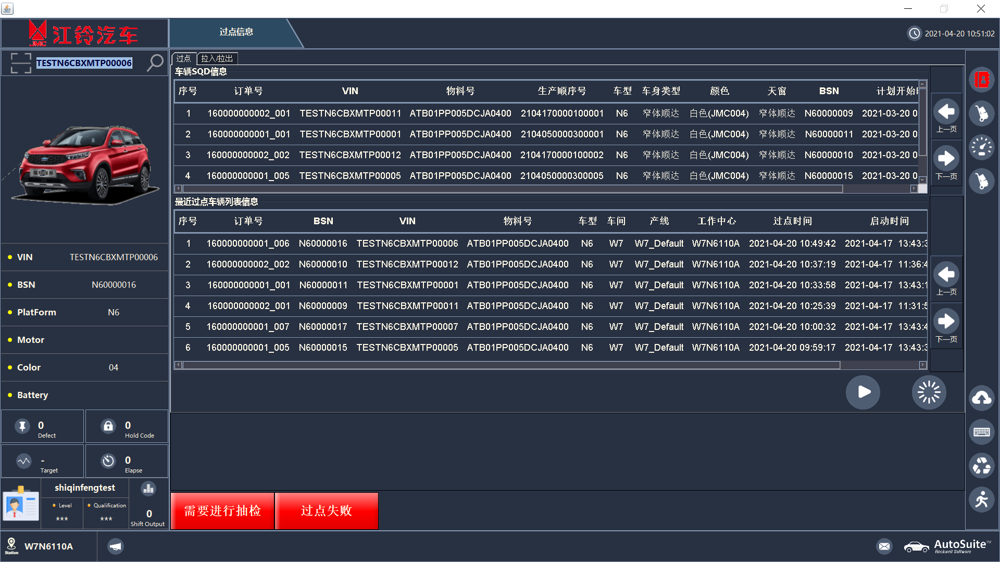 JMC 江铃汽车
过点信息
2021-04-20 10:51:02
TESTN6CBXMTP00006
过点 拉入/拉出
车辆SQD信息
序号 订单号 VIN 物料号 生产顺序号 车型 车身类型 颜色 天窗 BSN 计划开始
1 160000000002_001 TESTN6CBXMTP00011 ATB01PP005DCJA0400 2104170000100001 N6 窄体顺达 白色(JMC004) 窄体顺达 N60000009 2021-03-20 0
2 160000000001_001 TESTN6CBXMTP00001 ATB01PP005DCJA0400 2104050000300001 N6 窄体顺达 白色(JMC004) 窄体顺达 N60000011 2021-03-20 0
3 160000000002_002 TESTN6CBXMTP00012 ATB01PP005DCJA0400 2104170000100002 N6 窄体顺达 白色(JMC004) 窄体顺达 N60000010 2021-03-20 0
4 160000000001_005 TESTN6CBXMTP00005 ATB01PP005DCJA0400 2104050000300005 N6 窄体顺达 白色(JMC004) 窄体顺达 N60000015 2021-03-20 0
上一页
下一页
最近过点车辆列表信息
序号 订单号 BSN VIN 物料号 车型 车间 产线 工作中心 过点时间 启动时间
1 160000000001_006 N60000016 TESTN6CBXMTP00006 ATB01PP005DCJA0400 N6 W7 W7_Default W7N6110A 2021-04-20 10:49:42 2021-04-17 13:43:3
2 160000000002_002 N60000010 TESTN6CBXMTP00012 ATB01PP005DCJA0400 N6 W7 W7_Default W7N6110A 2021-04-20 10:37:19 2021-04-17 11:36:4
3 160000000001_001 N60000011 TESTN6CBXMTP00001 ATB01PP005DCJA0400 N6 W7 W7_Default W7N6110A 2021-04-20 10:33:58 2021-04-17 13:43:1
4 160000000002_001 N60000009 TESTN6CBXMTP00011 ATB01PP005DCJA0400 N6 W7 W7_Default W7N6110A 2021-04-20 10:25:39 2021-04-17 11:31:5
5 160000000001_007 N60000017 TESTN6CBXMTP00007 ATB01PP005DCJA0400 N6 W7 W7_Default W7N6110A 2021-04-20 10:00:32 2021-04-17 13:43:4
6 160000000001_005 N60000015 TESTN6CBXMTP00005 ATB01PP005DCJA0400 N6 W7 W7_Default W7N6110A 2021-04-20 09:59:17 2021-04-17 13:43:3
上一页
下一页
VIN TESTN6CBXMTP00006
BSN N60000016
PlatForm N6
Motor
Color 04
Battery
0 Defect
0 Hold Code
- Target
0 Elapse
shiqinfengtest
Level ***
Qualification ***
0
Shift Output
需要进行抽检
过点失败
Station W7N6110A
AutoSuite™
Rockwell Software